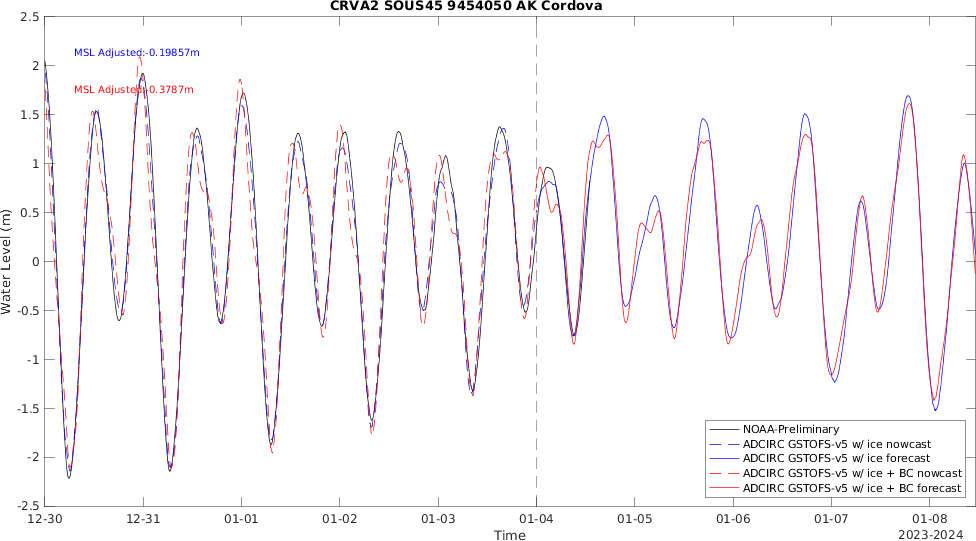 CRVA2 SOUS45 9454050 AK Cordova
2.5
2
1.5
1
0.5
0
-0.5
-1
-1.5
-2
-2.5
Water Level (m)
MSL Adjusted:-0.19857m
MSL Adjusted:-0.3787m
NOAA-Preliminary
ADCIRC GSTOFS-v5 w/ ice nowcast
ADCIRC GSTOFS-v5 w/ ice forecast
ADCIRC GSTOFS-v5 w/ ice + BC nowcast
ADCIRC GSTOFS-v5 w/ ice + BC forecast
12-30 12-31 01-01 01-02 01-03 01-04 01-05 01-06 01-07 01-08
Time
2023-2024